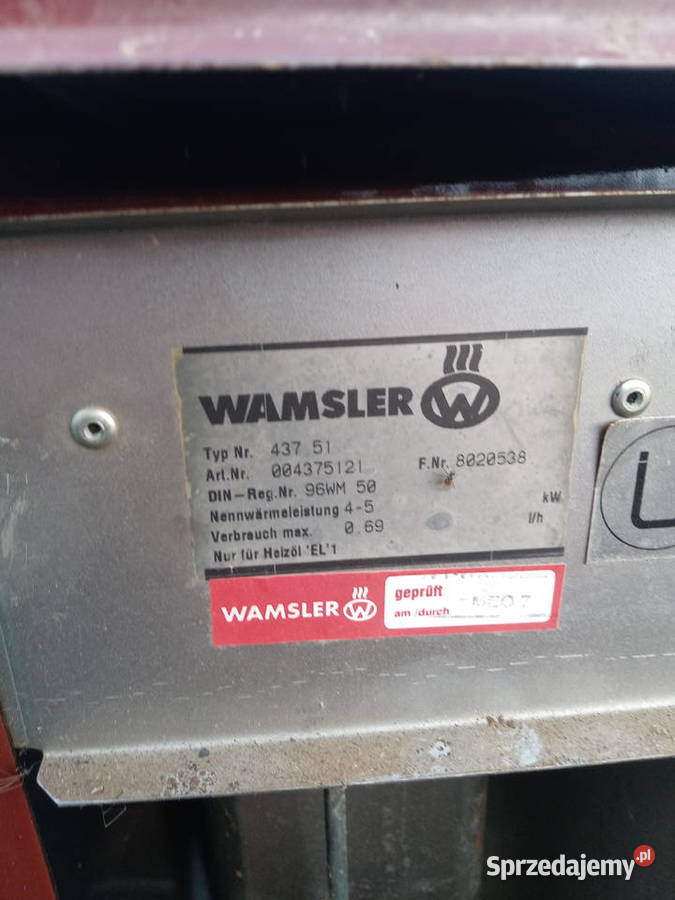 WAMSLER W
Typ Nr. 437 51
Art.Nr. 004375121 F.Nr. 8020538
DIN-Reg.Nr. 96WM 50
Nennwärmeleistung 4-5 kW
Verbrauch max. 0.69 l/h
Nur für Heizöl 'EL'1
WAMSLER W geprüft
am/durch
Sprzedajemy.pl